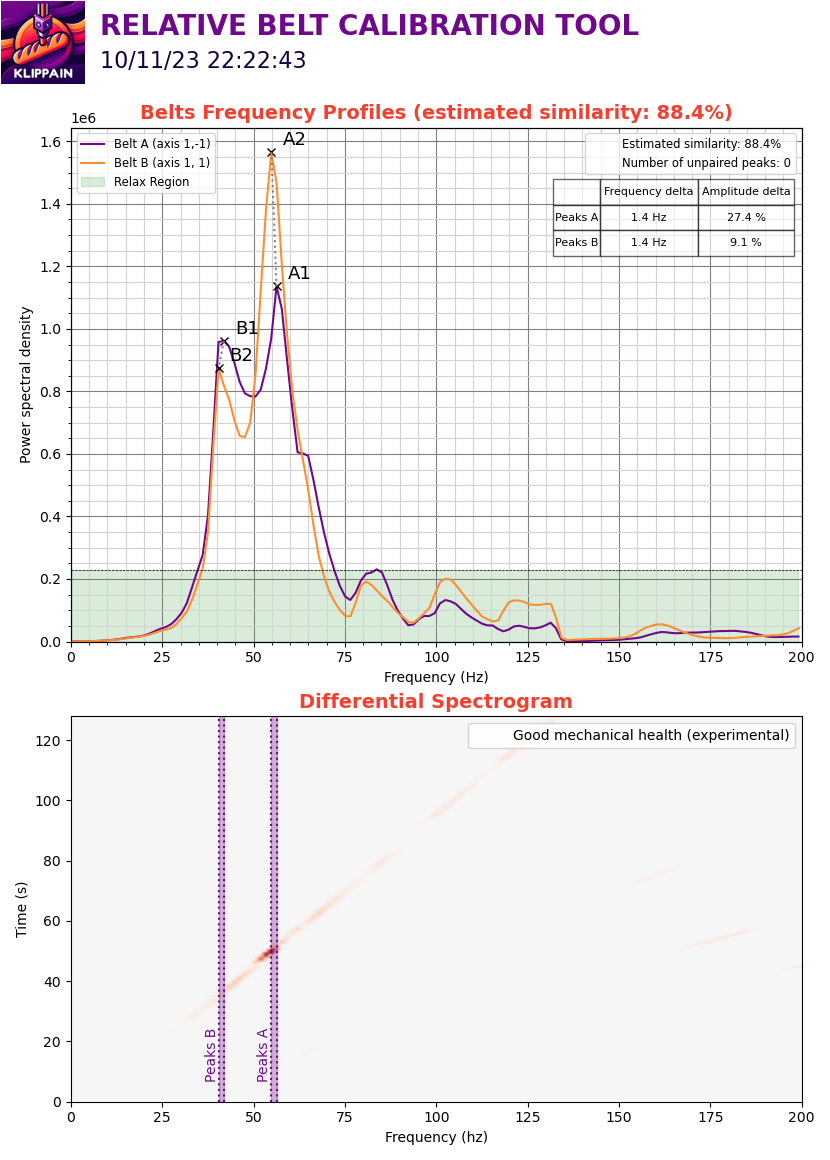 KLIPPAIN
RELATIVE BELT CALIBRATION TOOL
10/11/23 22:22:43
Belts Frequency Profiles (estimated similarity: 88.4%)
1e6
Belt A (axis 1,-1)
Belt B (axis 1, 1)
Relax Region
Estimated similarity: 88.4%
Number of unpaired peaks: 0
Frequency delta Amplitude delta
Peaks A 1.4 Hz 27.4 %
Peaks B 1.4 Hz 9.1 %
A2
A1
B1
B2
Power spectral density
1.6
1.4
1.2
1.0
0.8
0.6
0.4
0.2
0.0
0 25 50 75 100 125 150 175 200
Frequency (Hz)
Differential Spectrogram
Good mechanical health (experimental)
Time (s)
120
100
80
60
40
20
0
Peaks B
Peaks A
0 25 50 75 100 125 150 175 200
Frequency (hz)